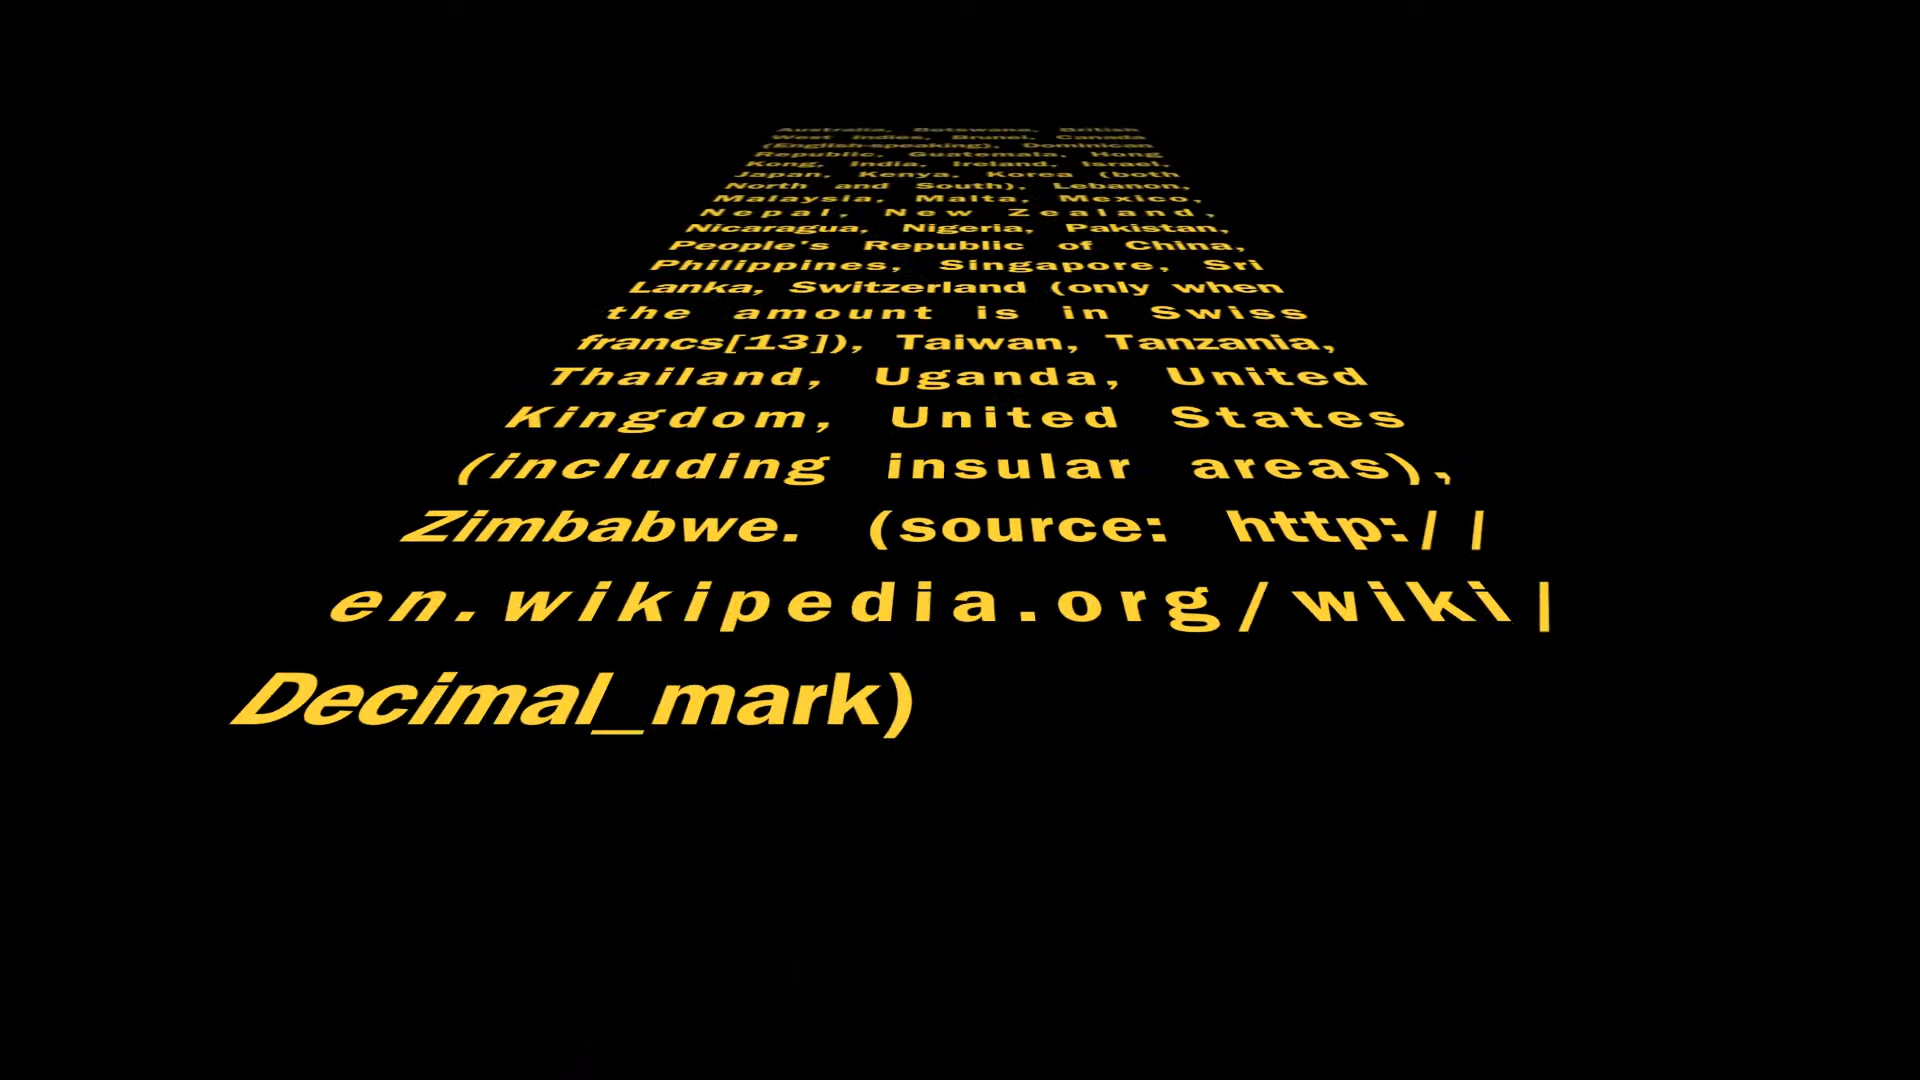 Australia, Botswana, British
West Indies, Brunei, Canada
(English-speaking), Dominican
Republic, Guatemala, Hong
Kong, India, Ireland, Israel,
Japan, Kenya, Korea (both
North and South), Lebanon,
Malaysia, Malta, Mexico,
Nepal, New Zealand,
Nicaragua, Nigeria, Pakistan,
People's Republic of China,
Philippines, Singapore, Sri
Lanka, Switzerland (only when
the amount is in Swiss
francs[13]), Taiwan, Tanzania,
Thailand, Uganda, United
Kingdom, United States
(including insular areas),
Zimbabwe. (source: http://
en.wikipedia.org/wiki/
Decimal_mark)